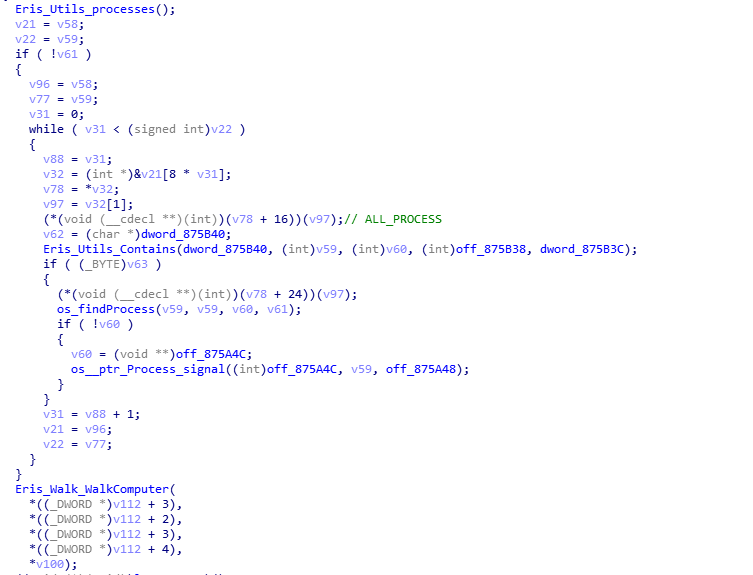 Eris_Utils_processes();
v21 = v58;
v22 = v59;
if ( !v61 )
{
v96 = v58;
v77 = v59;
v31 = 0;
while ( v31 < (signed int)v22 )
{
v88 = v31;
v32 = (int *)&v21[8 * v31];
v78 = *v32;
v97 = v32[1];
(*(void (__cdecl **)(int))(v78 + 16))(v97);// ALL_PROCESS
v62 = (char *)dword_875B40;
Eris_Utils_Contains(dword_875B40, (int)v59, (int)v60, (int)off_875B38, dword_875B3C);
if ( (_BYTE)v63 )
{
(*(void (__cdecl **)(int))(v78 + 24))(v97);
os_findProcess(v59, v59, v60, v61);
if ( !v60 )
{
v60 = (void **)off_875A4C;
os__ptr_Process_signal((int)off_875A4C, v59, off_875A48);
}
}
v31 = v88 + 1;
v21 = v96;
v22 = v77;
}
}
Eris_Walk_WalkComputer(
*((_DWORD *)v112 + 3),
*((_DWORD *)v112 + 2),
*((_DWORD *)v112 + 3),
*((_DWORD *)v112 + 4),
*v100);